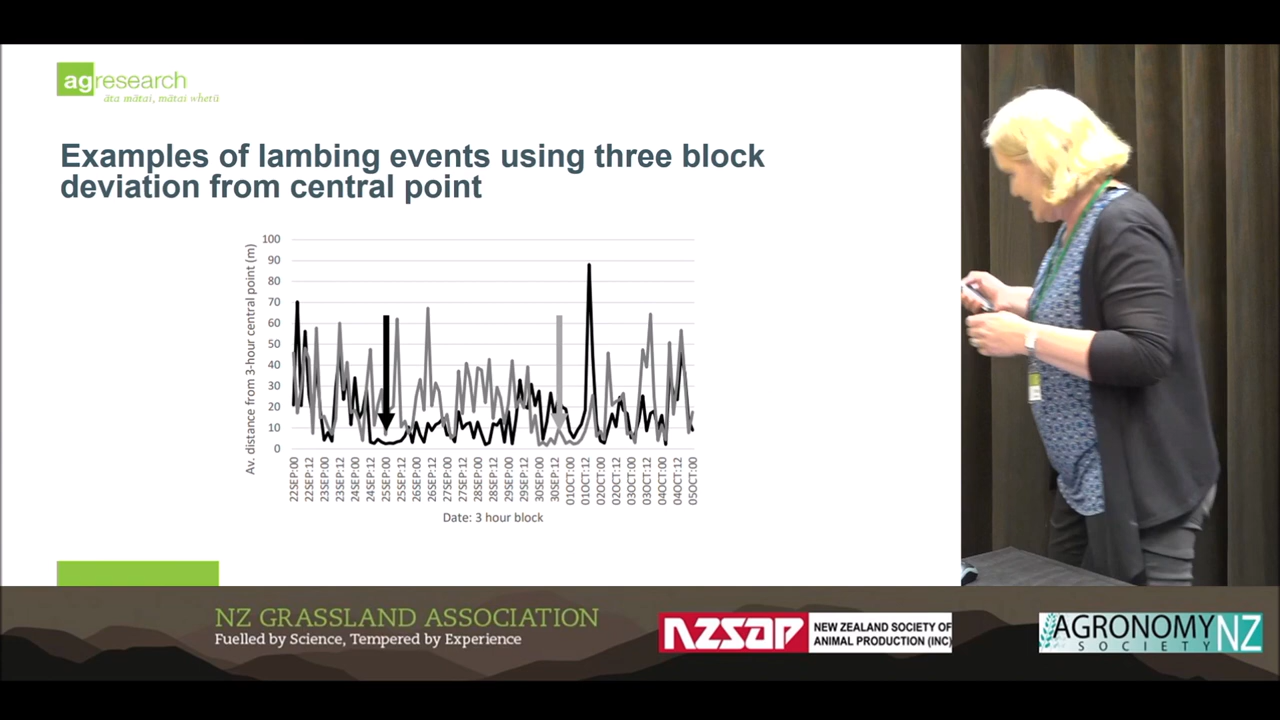 agresearch
āta mātai, mātai whetū
Examples of lambing events using three block
deviation from central point
Av. distance from 3-hour central point (m)
100
90
80
70
60
50
40
30
20
10
0
22SEP:00
22SEP:12
23SEP:00
23SEP:12
24SEP:00
24SEP:12
25SEP:00
25SEP:12
26SEP:00
26SEP:12
27SEP:00
27SEP:12
28SEP:00
28SEP:12
29SEP:00
29SEP:12
30SEP:00
30SEP:12
01OCT:00
01OCT:12
02OCT:00
02OCT:12
03OCT:00
03OCT:12
04OCT:00
04OCT:12
05OCT:00
Date: 3 hour block
NZ GRASSLAND ASSOCIATION
Fuelled by Science, Tempered by Experience
NZSAP
NEW ZEALAND SOCIETY OF
ANIMAL PRODUCTION (INC)
AGRONOMY NZ
SOCIETY